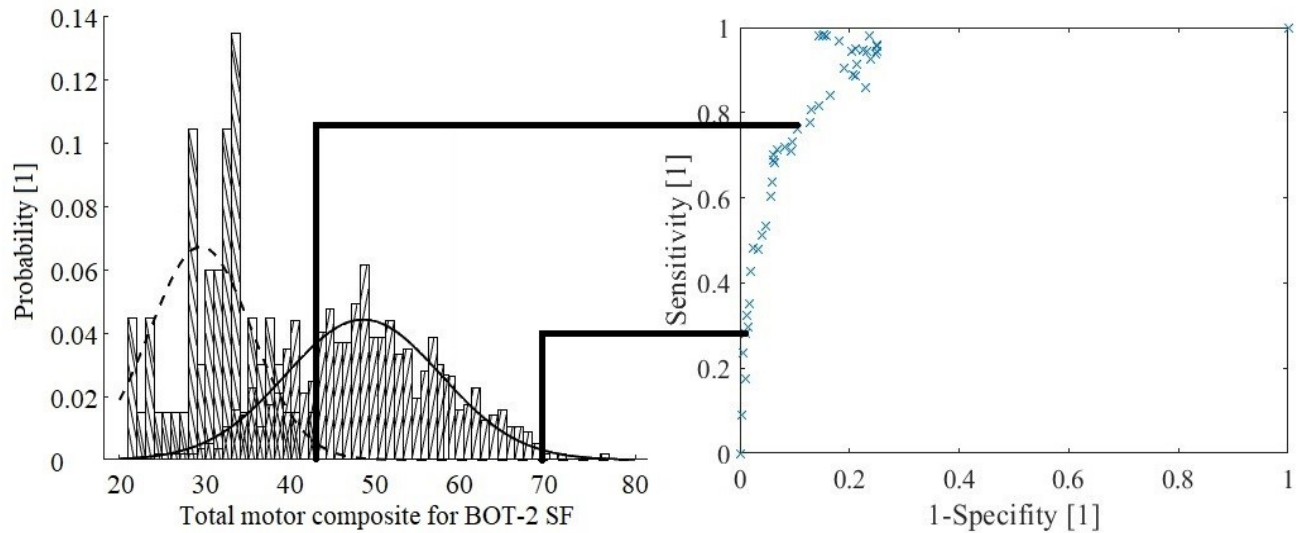 0.14
0.12
0.1
0.08
0.06
0.04
0.02
0
Probability [1]
20 30 40 50 60 70 80
Total motor composite for BOT-2 SF
1
0.8
0.6
0.4
0.2
0
Sensitivity [1]
0 0.2 0.4 0.6 0.8 1
1-Specifity [1]